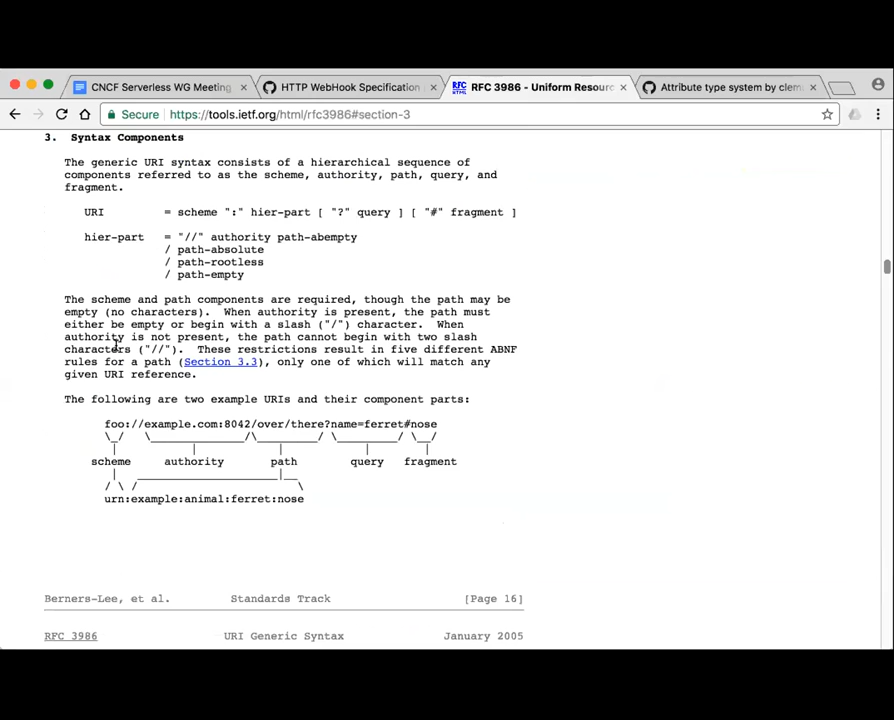 CNCF Serverless WG Meeting
HTTP WebHook Specification
RFC 3986 - Uniform Resourc
Attribute type system by clem
Secure https://tools.ietf.org/html/rfc3986#section-3
3. Syntax Components
The generic URI syntax consists of a hierarchical sequence of
components referred to as the scheme, authority, path, query, and
fragment.
URI = scheme ":" hier-part [ "?" query ] [ "#" fragment ]
hier-part = "//" authority path-abempty
/ path-absolute
/ path-rootless
/ path-empty
The scheme and path components are required, though the path may be
empty (no characters). When authority is present, the path must
either be empty or begin with a slash ("/") character. When
authority is not present, the path cannot begin with two slash
characters ("//"). These restrictions result in five different ABNF
rules for a path (Section 3.3), only one of which will match any
given URI reference.
The following are two example URIs and their component parts:
foo://example.com:8042/over/there?name=ferret#nose
\_/ \______________/\_________/ \_________/ \__/
| | | | |
scheme authority path query fragment
| _____________________|__
/ \ / \
urn:example:animal:ferret:nose
Berners-Lee, et al. Standards Track [Page 16]
RFC 3986 URI Generic Syntax January 2005